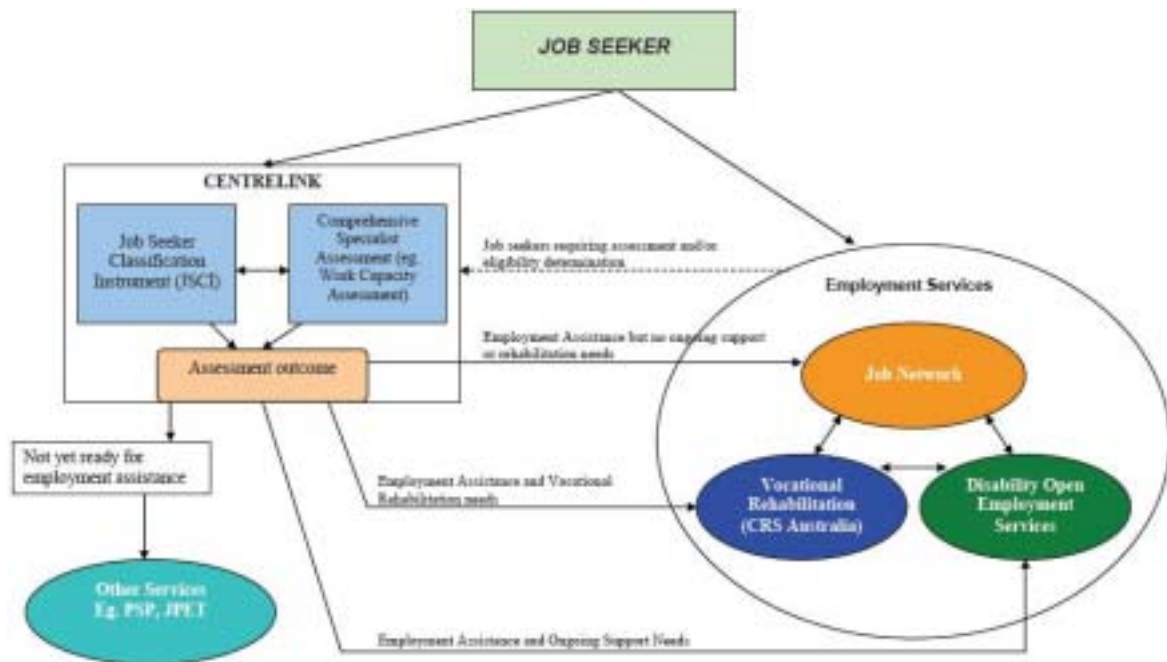 JOB SEEKER
CENTRELINK
Job Seeker
Classification
Instrument (JSCI)
Comprehensive
Specialist
Assessment (eg.
Work Capacity
Assessment)
Assessment outcome
Job seekers requiring assessment and/or
eligibility determination
Employment Services
Employment Assistance but no ongoing support
or rehabilitation needs
Job Network
Not yet ready for
employment assistance
Employment Assistance and Vocational
Rehabilitation needs
Vocational
Rehabilitation
(CRS Australia)
Disability Open
Employment
Services
Other Services
Eg. PSP, JPET
Employment Assistance and Ongoing Support Needs